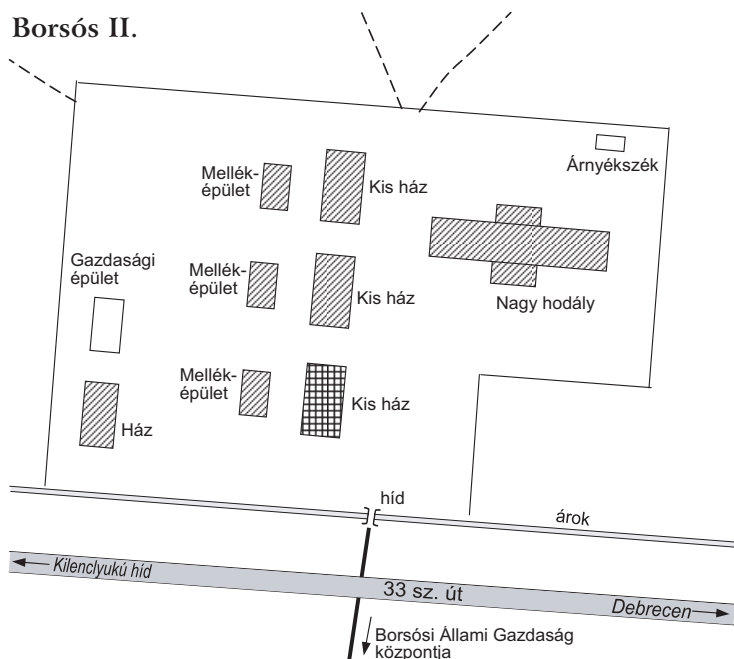 Borsós II.
Árnyékszék
Mellék-
épület
Kis ház
Nagy hodály
Gazdasági
épület
Mellék-
épület
Kis ház
Mellék-
épület
Kis ház
Ház
híd
árok
Kilenclyukú híd
33 sz. út
Debrecen
Borsósi Állami Gazdaság
központja